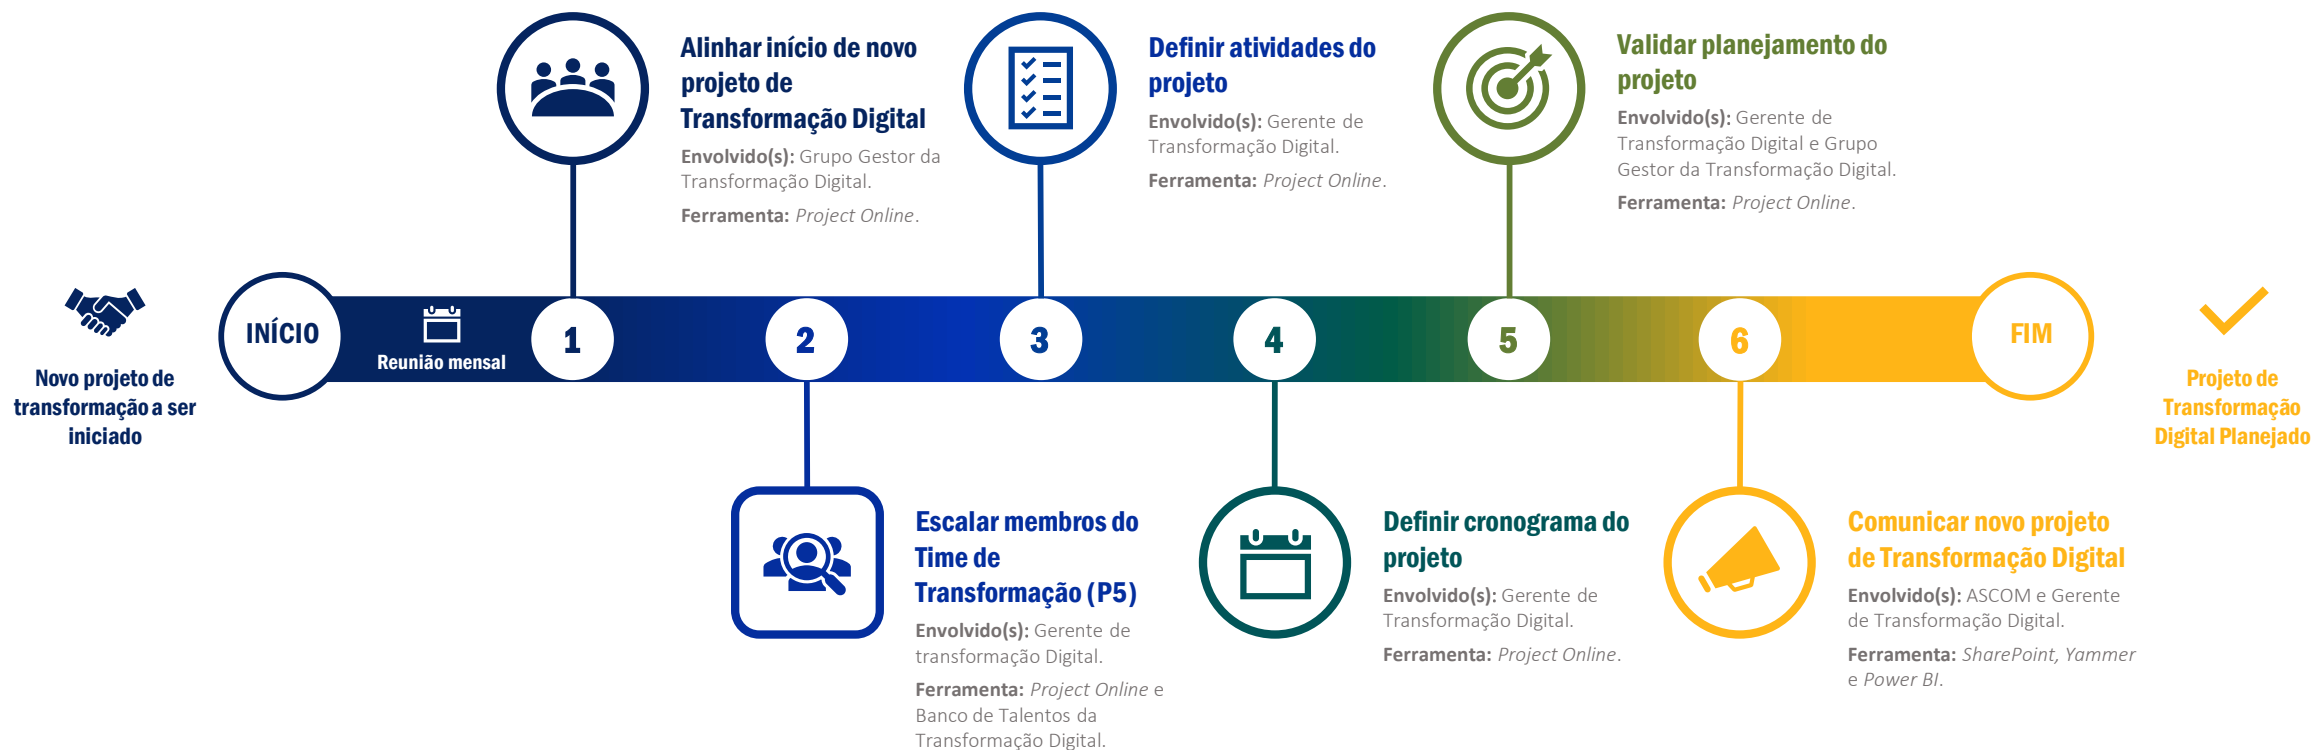 Novo projeto de
transformação a ser
iniciado
INÍCIO
Reunião mensal
1
Alinhar início de novo
projeto de
Transformação Digital
Envolvido(s): Grupo Gestor da
Transformação Digital.
Ferramenta: Project Online.
2
Escalar membros do
Time de
Transformação (P5)
Envolvido(s): Gerente de
transformação Digital.
Ferramenta: Project Online e
Banco de Talentos da
Transformação Digital.
3
Definir atividades do
projeto
Envolvido(s): Gerente de
Transformação Digital.
Ferramenta: Project Online.
4
Definir cronograma do
projeto
Envolvido(s): Gerente de
Transformação Digital.
Ferramenta: Project Online.
5
Validar planejamento do
projeto
Envolvido(s): Gerente de
Transformação Digital e Grupo
Gestor da Transformação Digital.
Ferramenta: Project Online.
6
Comunicar novo projeto
de Transformação Digital
Envolvido(s): ASCOM e Gerente
de Transformação Digital.
Ferramenta: SharePoint, Yammer
e Power BI.
FIM
Projeto de
Transformação
Digital Planejado